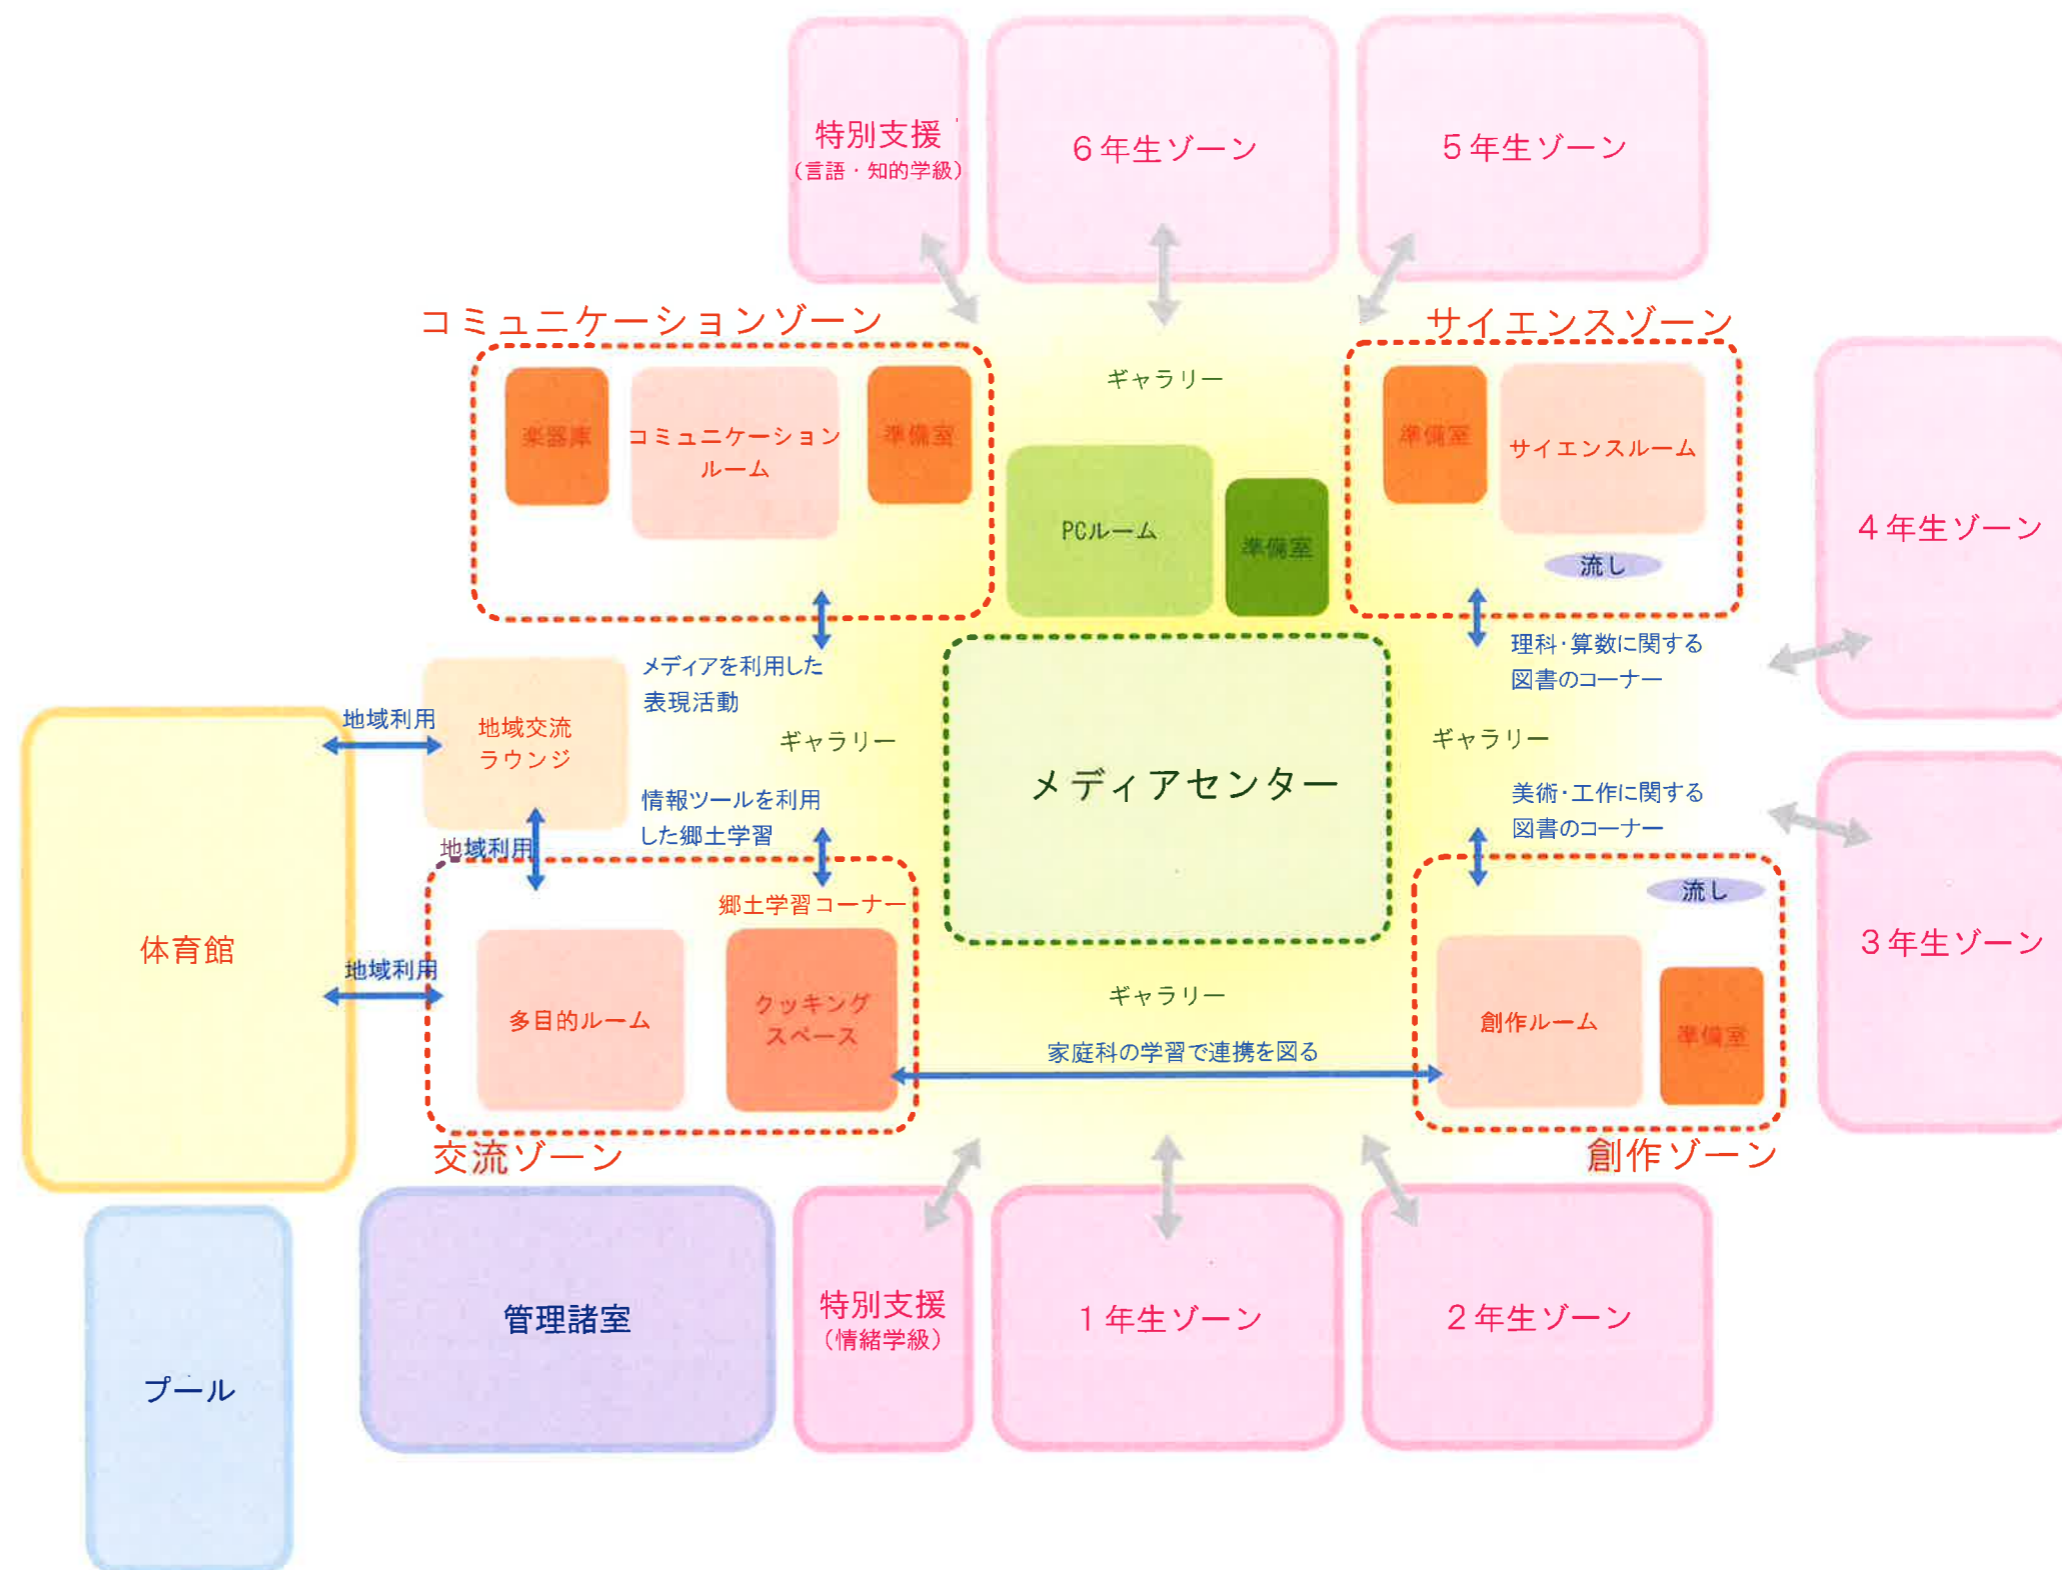 特別支援
（言語・知的学級）
６年生ゾーン
５年生ゾーン
コミュニケーションゾーン
サイエンスゾーン
ギャラリー
楽器庫
コミュニケーション
ルーム
準備室
準備室
サイエンスルーム
PCルーム
準備室
流し
４年生ゾーン
メディアを利用した
表現活動
理科・算数に関する
図書のコーナー
地域利用
地域交流
ラウンジ
ギャラリー
メディアセンター
ギャラリー
情報ツールを利用
した郷土学習
美術・工作に関する
図書のコーナー
地域利用
郷土学習コーナー
流し
体育館
地域利用
多目的ルーム
クッキング
スペース
ギャラリー
創作ルーム
準備室
３年生ゾーン
家庭科の学習で連携を図る
交流ゾーン
創作ゾーン
管理諸室
特別支援
（情緒学級）
１年生ゾーン
２年生ゾーン
プール